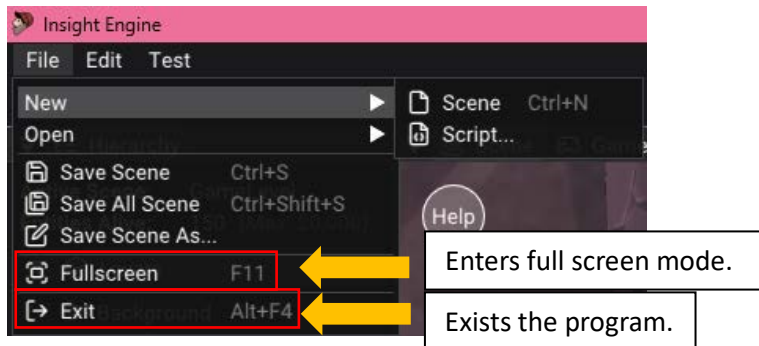 Insight Engine
File Edit Test
New
Scene Ctrl+N
Open
Script...
Save Scene Ctrl+S
Save All Scene Ctrl+Shift+S
Save Scene As...
Help
Fullscreen F11
Enters full screen mode.
Exit Alt+F4
Exists the program.